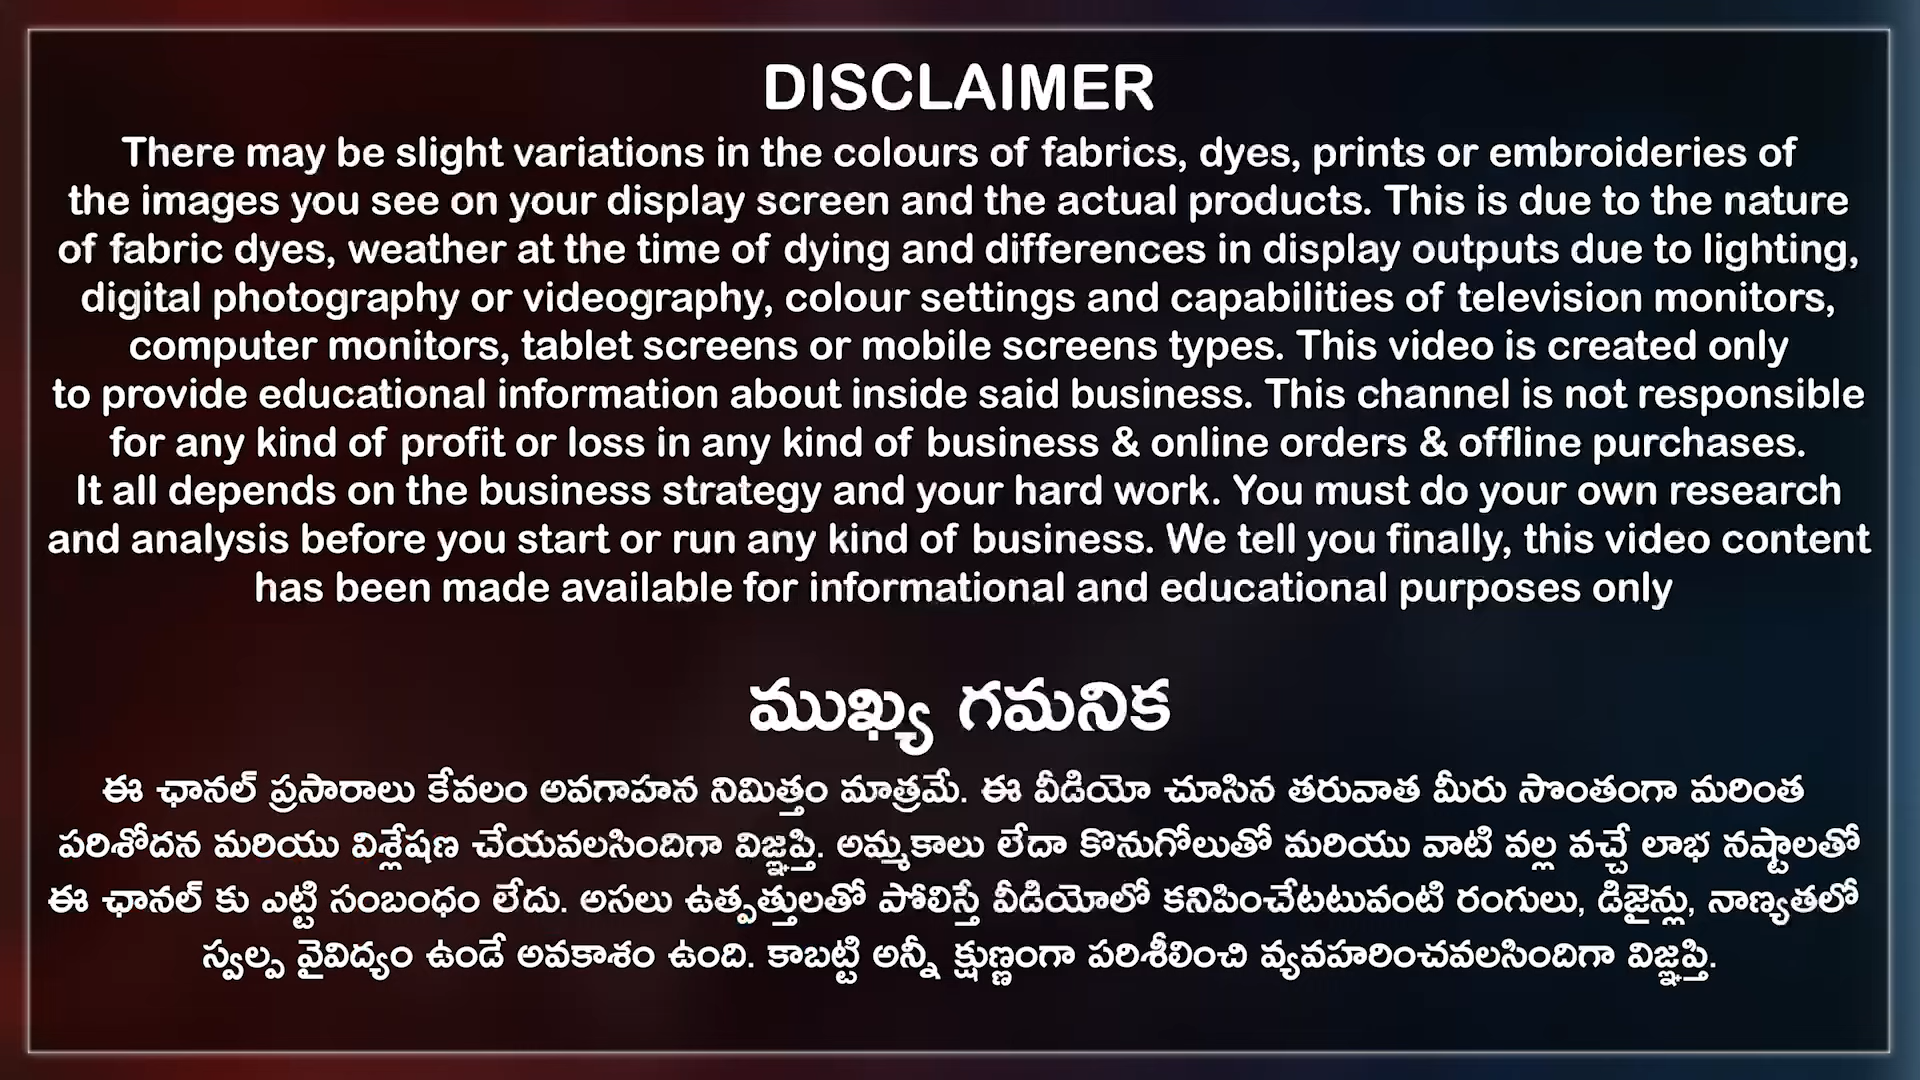 DISCLAIMER
There may be slight variations in the colours of fabrics, dyes, prints or embroideries of
the images you see on your display screen and the actual products. This is due to the nature
of fabric dyes, weather at the time of dying and differences in display outputs due to lighting,
digital photography or videography, colour settings and capabilities of television monitors,
computer monitors, tablet screens or mobile screens types. This video is created only
to provide educational information about inside said business. This channel is not responsible
for any kind of profit or loss in any kind of business & online orders & offline purchases.
It all depends on the business strategy and your hard work. You must do your own research
and analysis before you start or run any kind of business. We tell you finally, this video content
has been made available for informational and educational purposes only
ముఖ్య గమనిక
ఈ ఛానల్ ప్రసారాలు కేవలం అవగాహన నిమిత్తం మాత్రమే. ఈ వీడియో చూసిన తరువాత మీరు సొంతంగా మరింత
పరిశోదన మరియు విశ్లేషణ చేయవలసిందిగా విజ్ఞప్తి. అమ్మకాలు లేదా కొనుగోలుతో మరియు వాటి వల్ల వచ్చే లాభ నష్టాలతో
ఈ ఛానల్ కు ఎట్టి సంబంధం లేదు. అసలు ఉత్పత్తులతో పోలిస్తే వీడియోలో కనిపించేటటువంటి రంగులు, డిజైన్లు, నాణ్యతలో
స్వల్ప వైవిద్యం ఉండే అవకాశం ఉంది. కాబట్టి అన్నీ క్షుణ్ణంగా పరిశీలించి వ్యవహరించవలసిందిగా విజ్ఞప్తి.